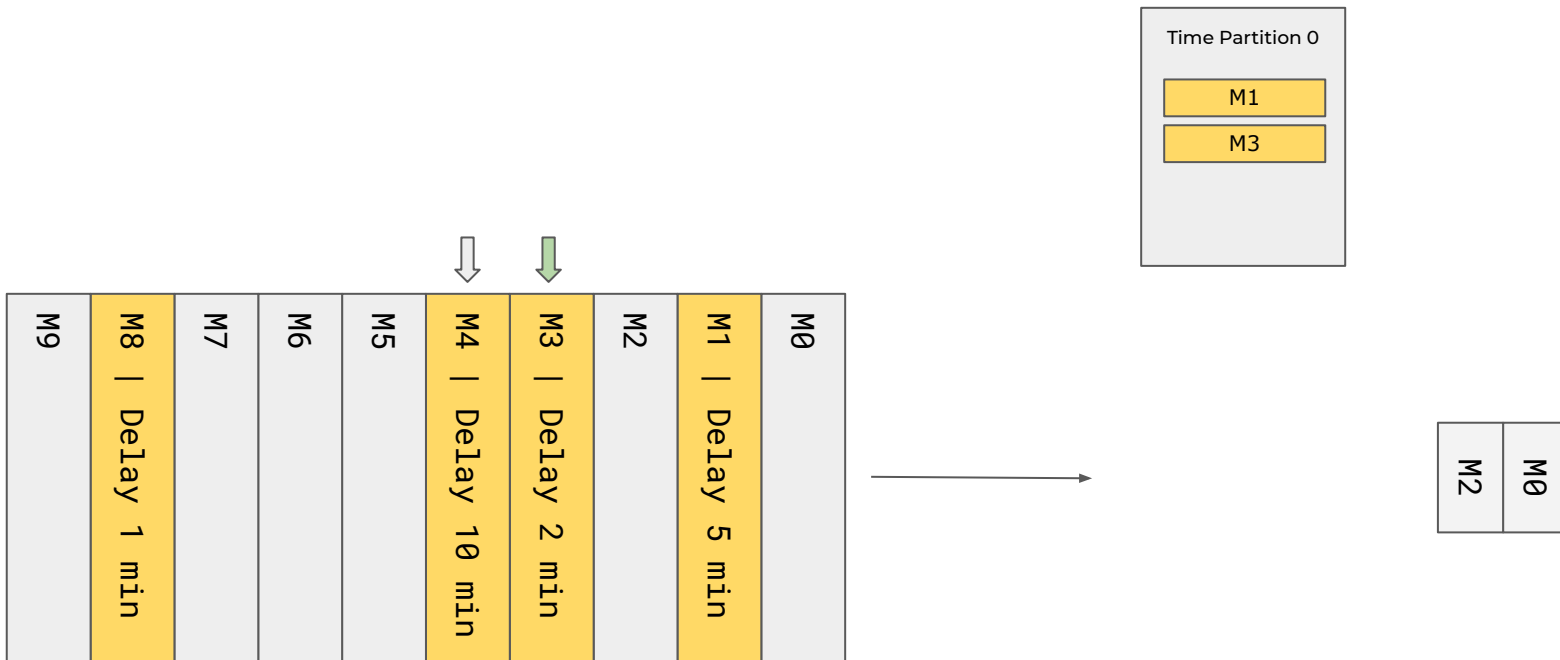 Time Partition 0
M1
M3
M9
M8 | Delay 1 min
M7
M6
M5
M4 | Delay 10 min
M3 | Delay 2 min
M2
M1 | Delay 5 min
M0
M2
M0